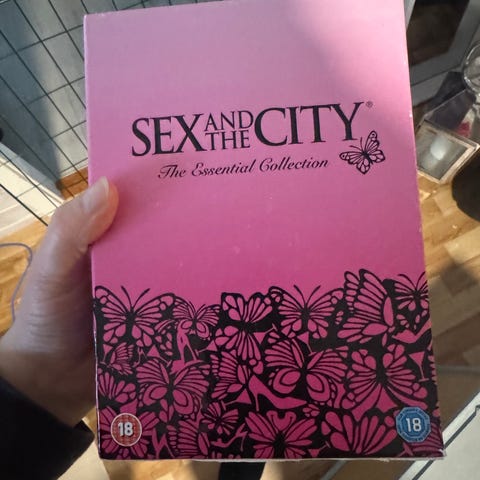 SEX AND THE CITY®
The Essential Collection
18 18